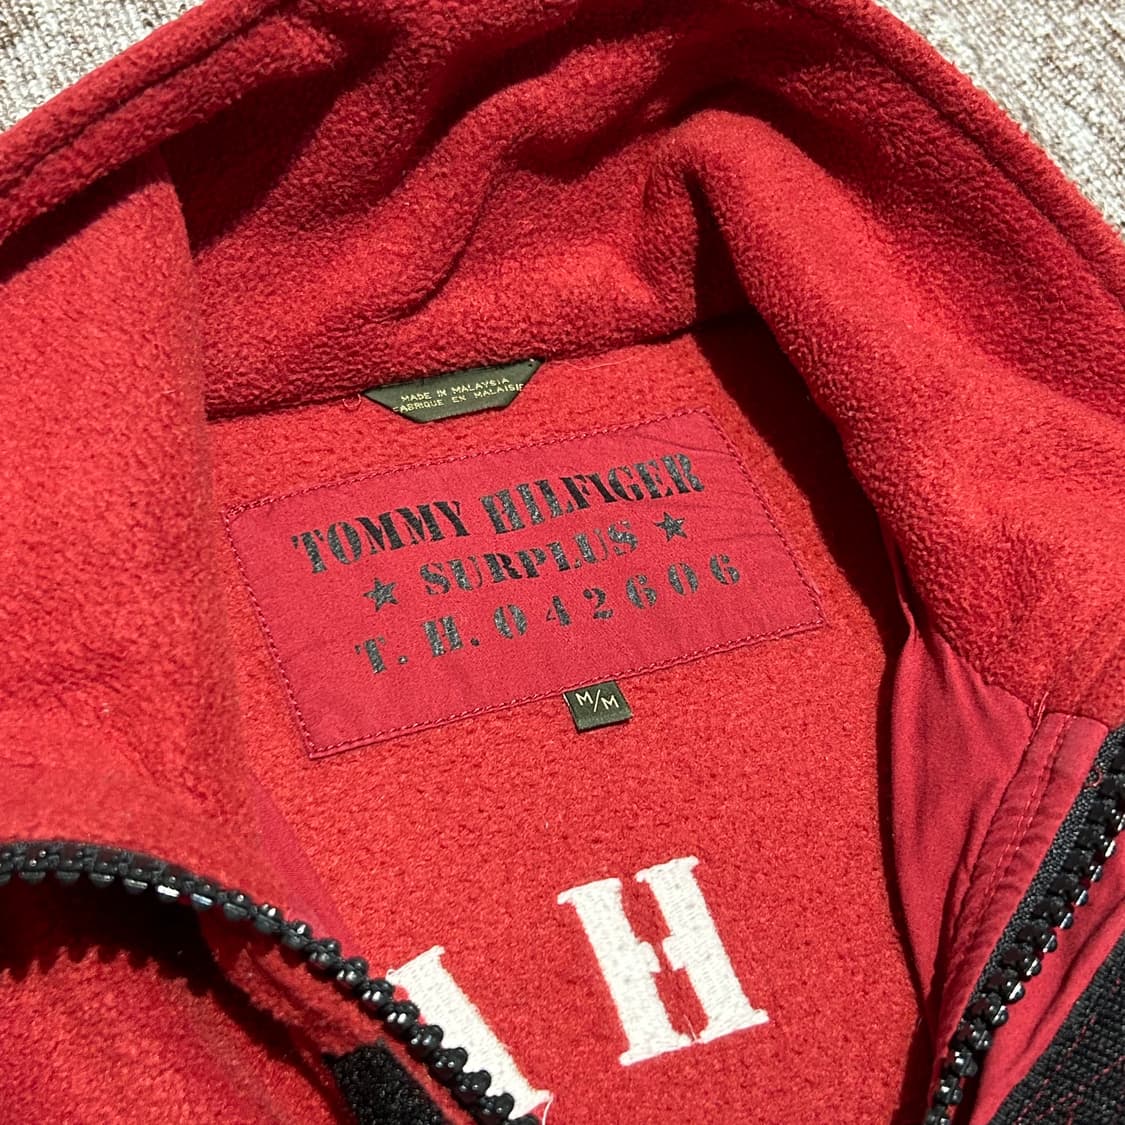 MADE IN MALAYSIA
FABRIQUE EN MALAISIE
TOMMY HILFIGER
★ SURPLUS ★
T. H. 042606
M/M
H